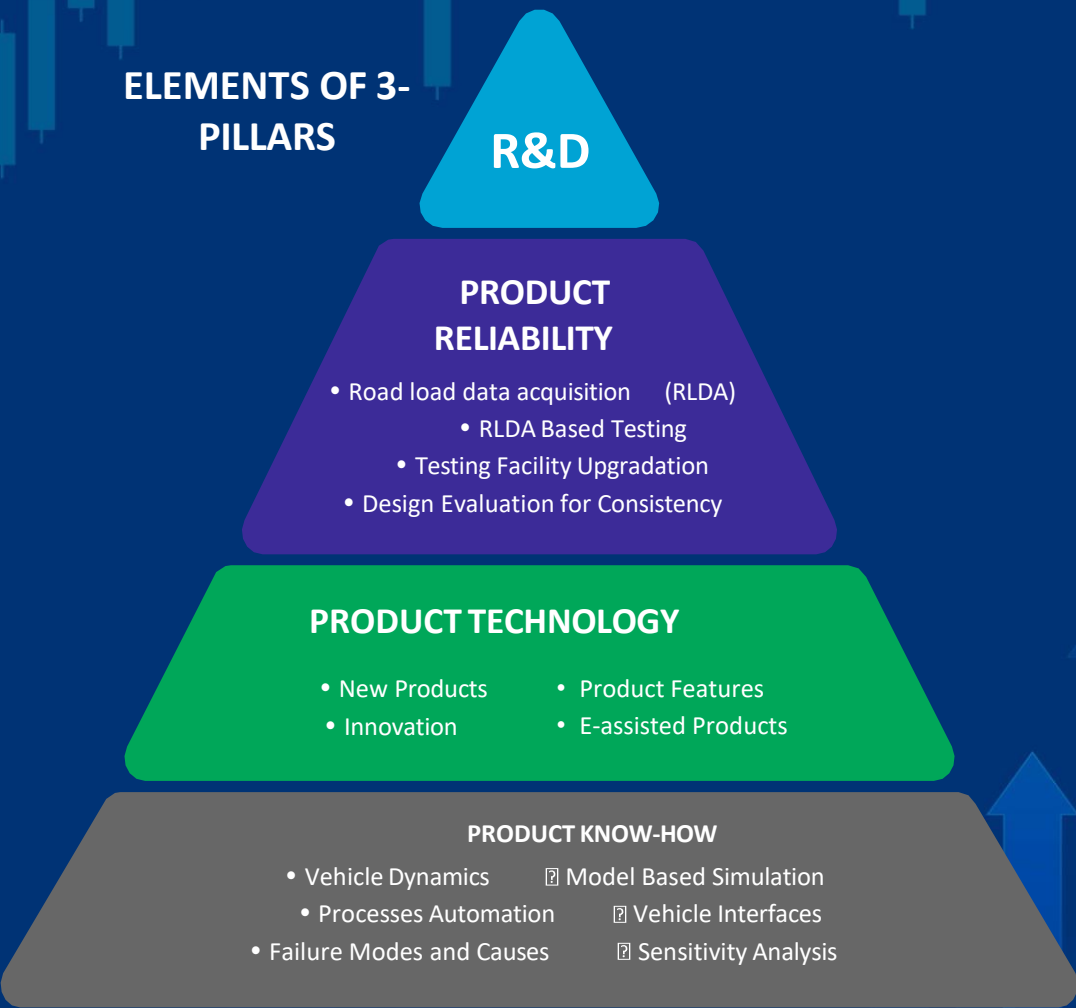 ELEMENTS OF 3-
PILLARS
R&D
PRODUCT
RELIABILITY
• Road load data acquisition (RLDA)
• RLDA Based Testing
• Testing Facility Upgradation
• Design Evaluation for Consistency
PRODUCT TECHNOLOGY
• New Products • Product Features
• Innovation • E-assisted Products
PRODUCT KNOW-HOW
• Vehicle Dynamics ⍰ Model Based Simulation
• Processes Automation ⍰ Vehicle Interfaces
• Failure Modes and Causes ⍰ Sensitivity Analysis